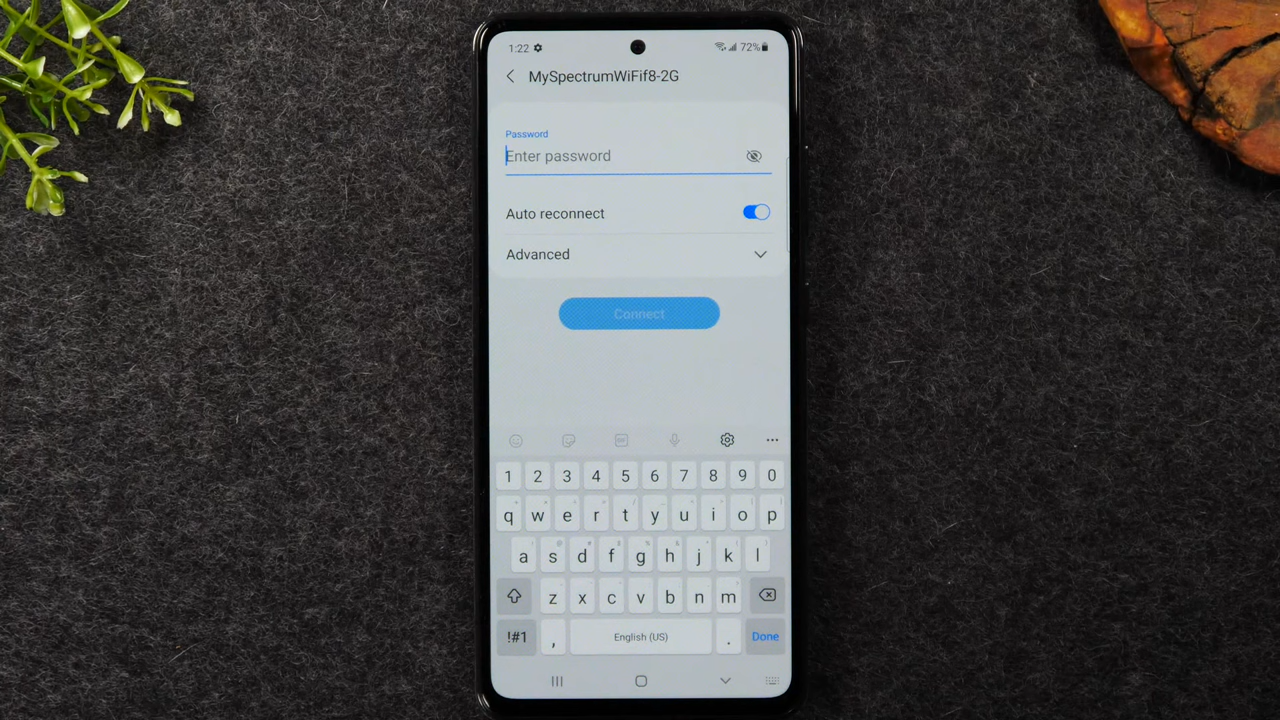 1:22 72%
MySpectrumWiFif8-2G
Password
Enter password
Auto reconnect
Advanced
Connect
1 2 3 4 5 6 7 8 9 0
q w e r t y u i o p
a s d f g h j k l
z x c v b n m
!#1 , English (US) . Done